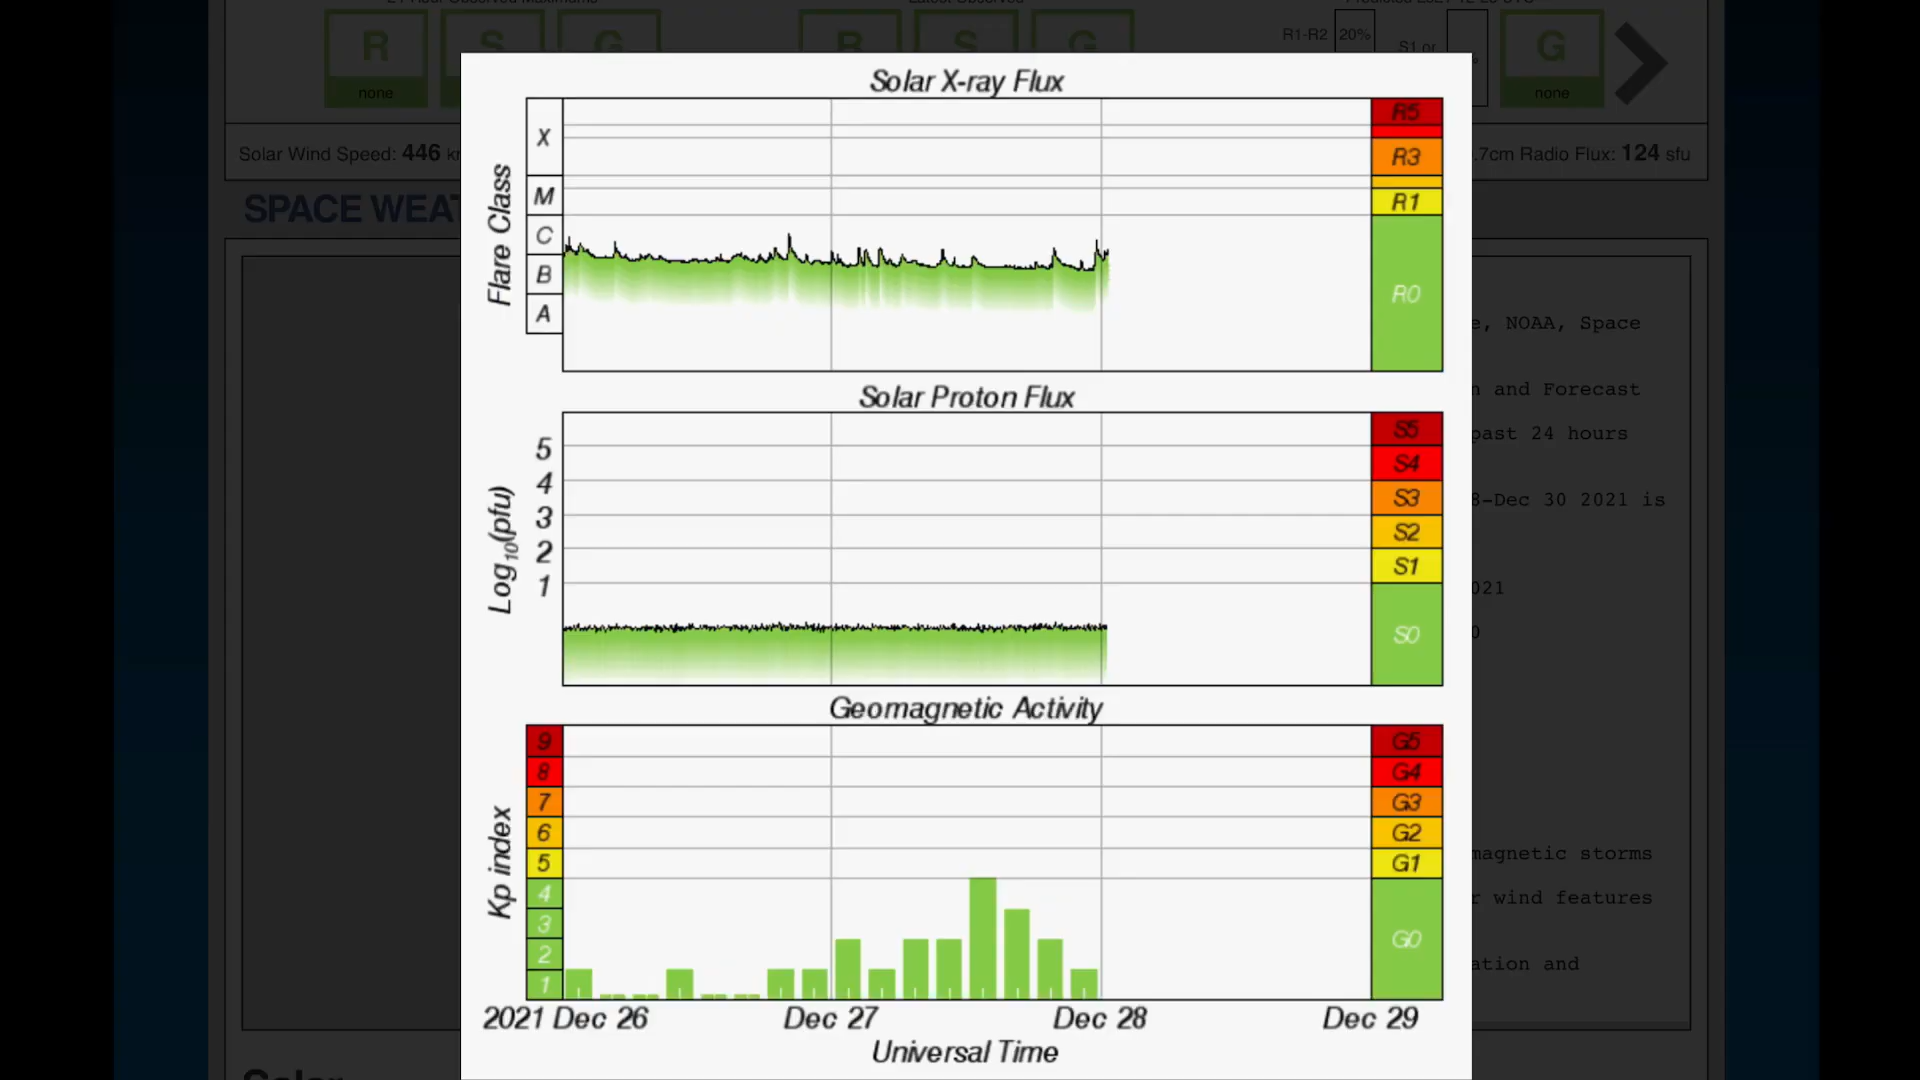 R S G R S G R1-R2 20% S1 or G
none none
Solar X-ray Flux
Solar Wind Speed: 446 .7cm Radio Flux: 124 sfu
Flare Class
X
M
C
B
A
R5
R3
R1
R0
SPACE WEA
NOAA, Space
and Forecast
past 24 hours
8-Dec 30 2021 is
021
0
Solar Proton Flux
Log10(pfu)
5
4
3
2
1
S5
S4
S3
S2
S1
S0
Geomagnetic Activity
Kp index
9
8
7
6
5
4
3
2
1
G5
G4
G3
G2
G1
G0
magnetic storms
wind features
ation and
2021 Dec 26 Dec 27 Dec 28 Dec 29
Universal Time